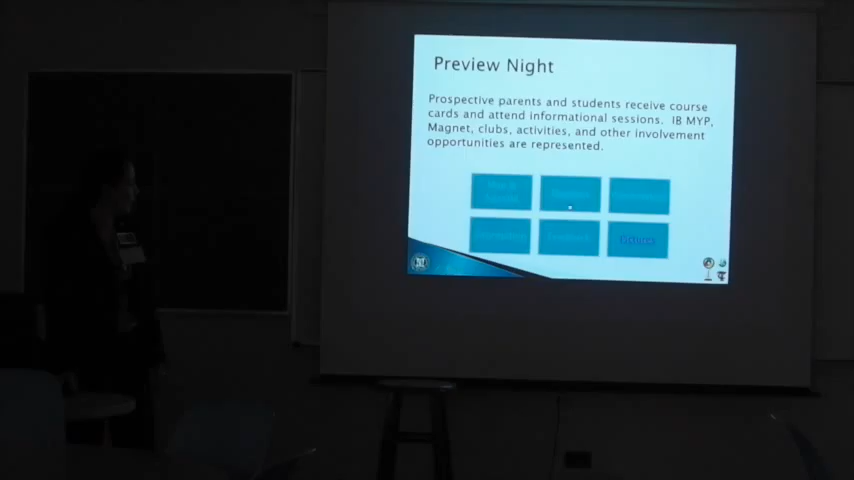 Preview Night
Prospective parents and students receive course
cards and attend informational sessions. IB MYP,
Magnet, clubs, activities, and other involvement
opportunities are represented.
Pictures